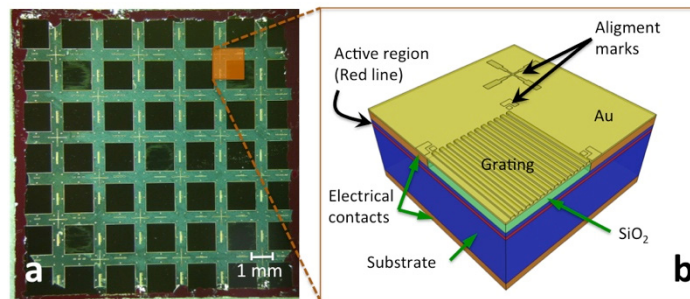 a
1 mm
Active region
(Red line)
Aligment
marks
Au
Grating
Electrical
contacts
SiO₂
Substrate
b